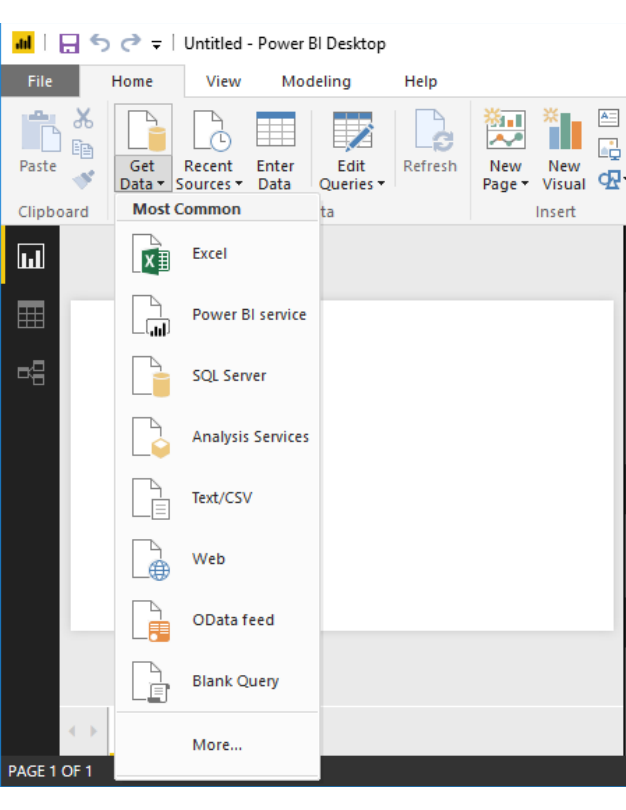 Untitled - Power BI Desktop
File Home View Modeling Help
Paste Get Data Recent Sources Enter Data Edit Queries Refresh New Page New Visual
Clipboard ta Insert
Most Common
Excel
Power BI service
SQL Server
Analysis Services
Text/CSV
Web
OData feed
Blank Query
More...
PAGE 1 OF 1